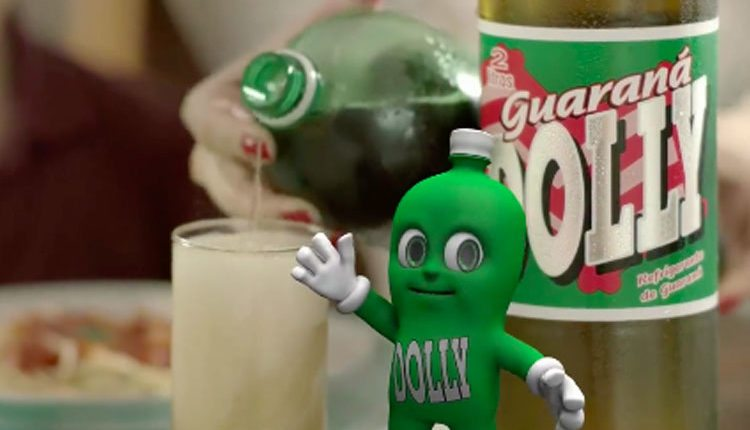 2
litros
Guaraná
DOLLY
Refrigerante
de Guaraná
DOLLY